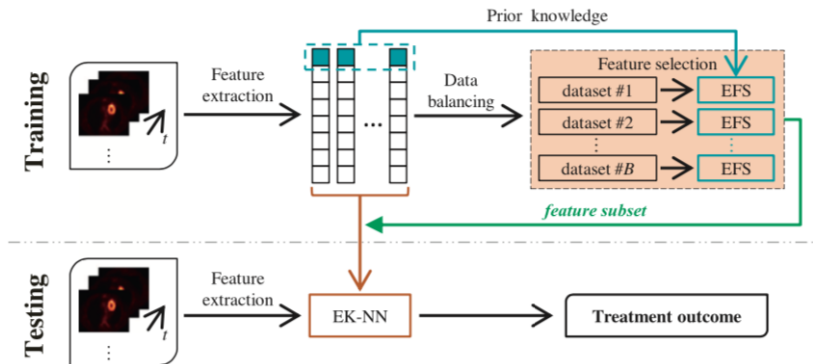 Prior knowledge
Training
t
⋮
Feature
extraction
...
Data
balancing
Feature selection
dataset #1
EFS
dataset #2
EFS
⋮
⋮
dataset #B
EFS
feature subset
Testing
t
⋮
Feature
extraction
EK-NN
Treatment outcome